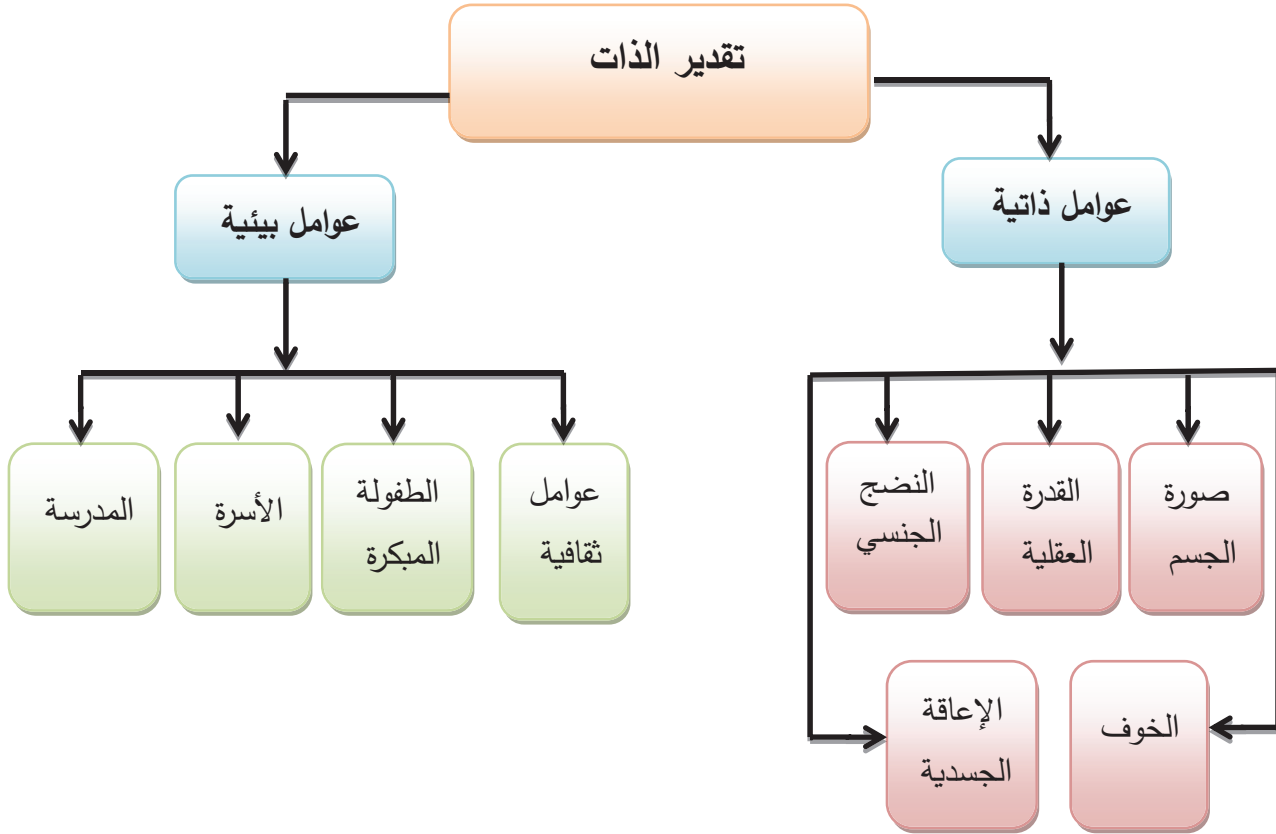 تقدير الذات
عوامل ذاتية
عوامل بيئية
صورة
الجسم
القدرة
العقلية
النضج
الجنسي
الخوف
الإعاقة
الجسدية
عوامل
ثقافية
الطفولة
المبكرة
الأسرة
المدرسة